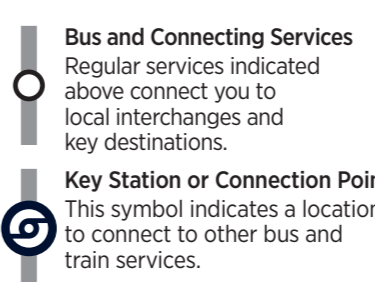 Bus and Connecting Services
Regular services indicated
above connect you to
local interchanges and
key destinations.
Key Station or Connection Poin
This symbol indicates a location
to connect to other bus and
train services.